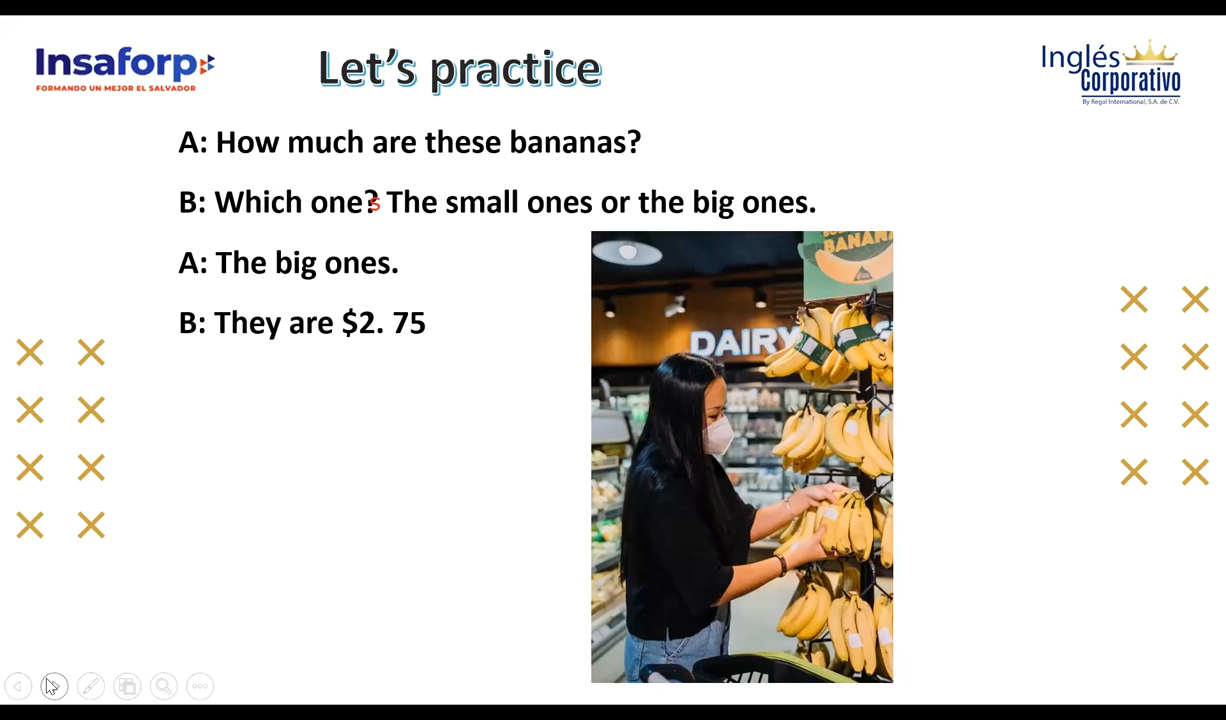 Insaforp
FORMANDO UN MEJOR EL SALVADOR
Let's practice
Inglés
Corporativo
By Regal International, S.A. de C.V.
A: How much are these bananas?
B: Which one?s The small ones or the big ones.
A: The big ones.
B: They are $2. 75
BANANA
DAIRY